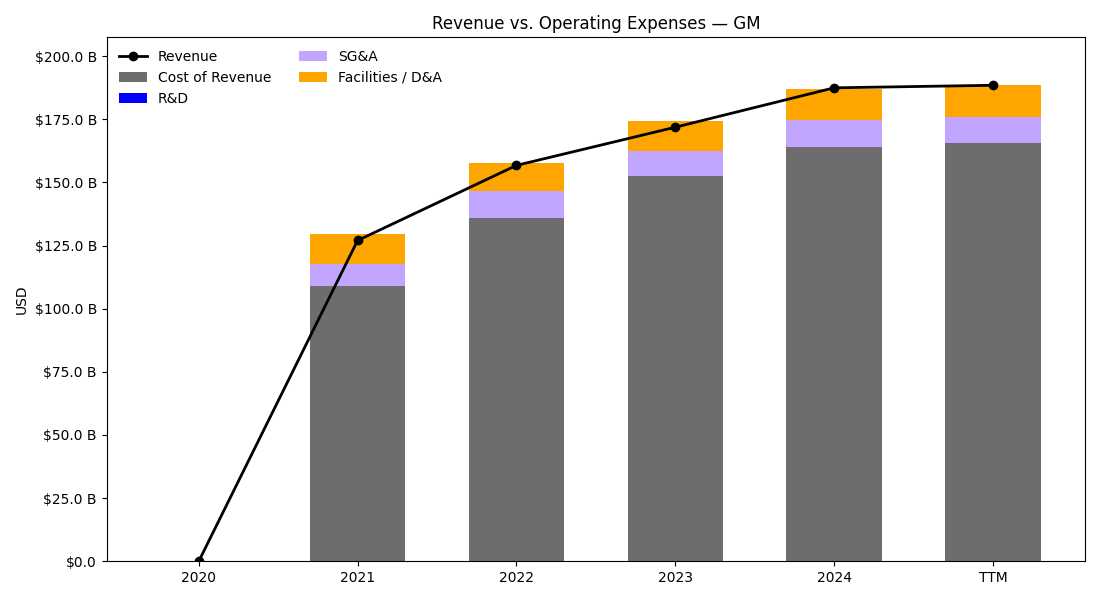 Revenue vs. Operating Expenses — GM
Revenue
Cost of Revenue
R&D
SG&A
Facilities / D&A
USD
$200.0 B
$175.0 B
$150.0 B
$125.0 B
$100.0 B
$75.0 B
$50.0 B
$25.0 B
$0.0
2020 2021 2022 2023 2024 TTM